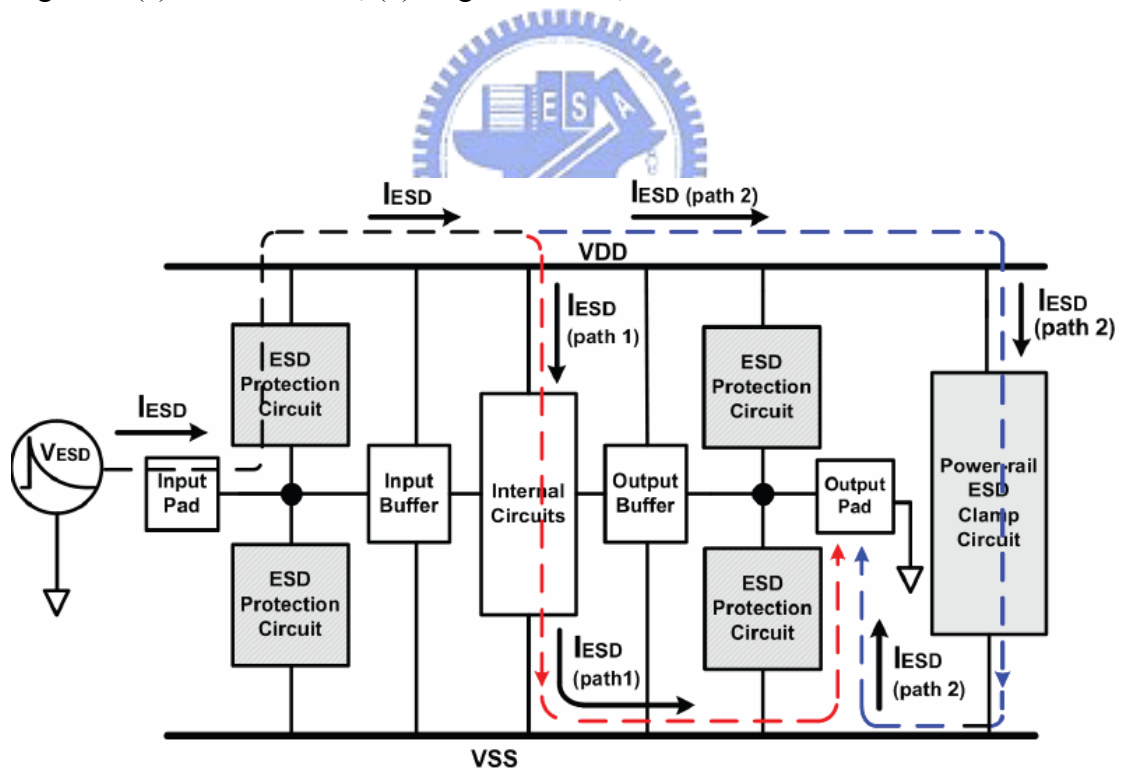 E S A
IESD
IESD (path 2)
VDD
IESD
(path 1)
IESD
(path 2)
ESD
Protection
Circuit
ESD
Protection
Circuit
IESD
VESD
Input
Pad
Input
Buffer
Internal
Circuits
Output
Buffer
Output
Pad
Power-rail
ESD
Clamp
Circuit
ESD
Protection
Circuit
ESD
Protection
Circuit
IESD
(path1)
IESD
(path 2)
VSS